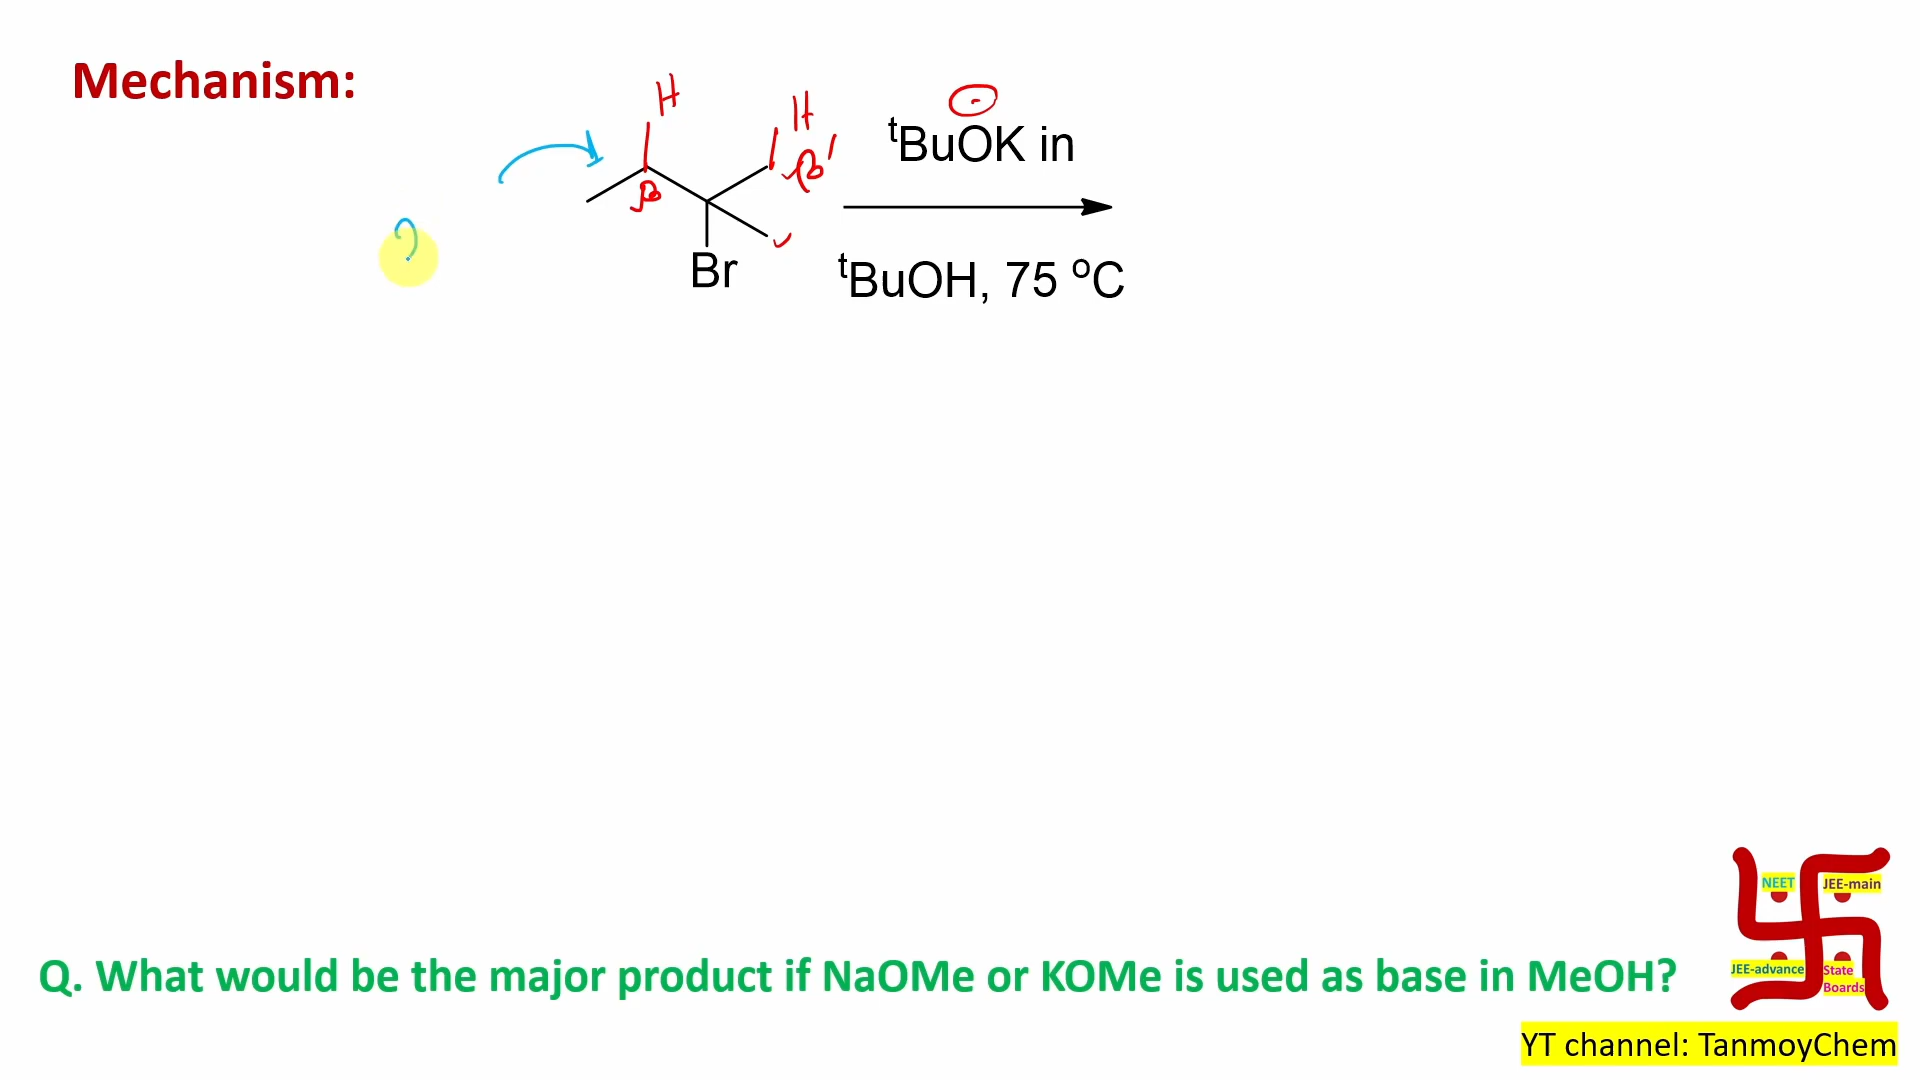 Mechanism:
H
H
β
β'
Br
ᵗBuOK in
ᵗBuOH, 75 ºC
?
Q. What would be the major product if NaOMe or KOMe is used as base in MeOH?
NEET
JEE-main
JEE-advance
State
Boards
YT channel: TanmoyChem